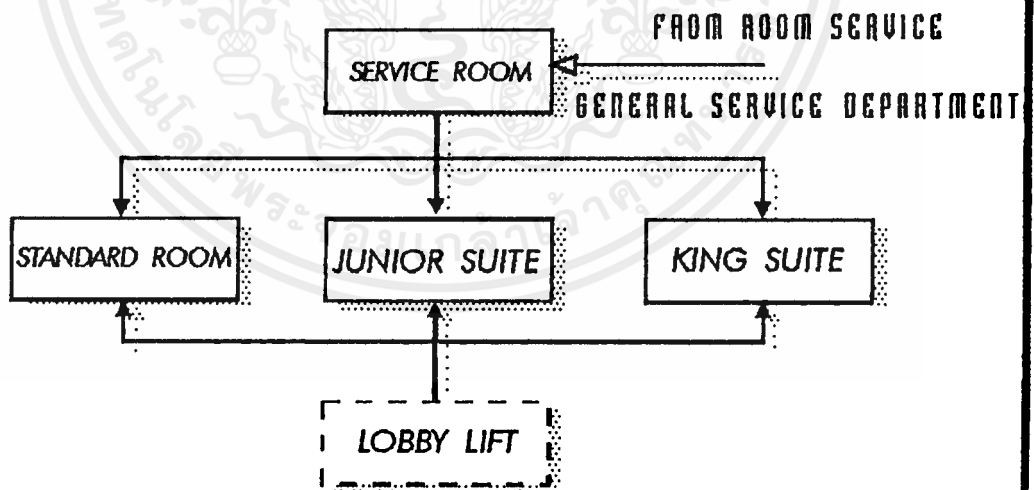 FROM ROOM SERVICE
SERVICE ROOM
GENERAL SERVICE DEPARTMENT
STANDARD ROOM
JUNIOR SUITE
KING SUITE
LOBBY LIFT